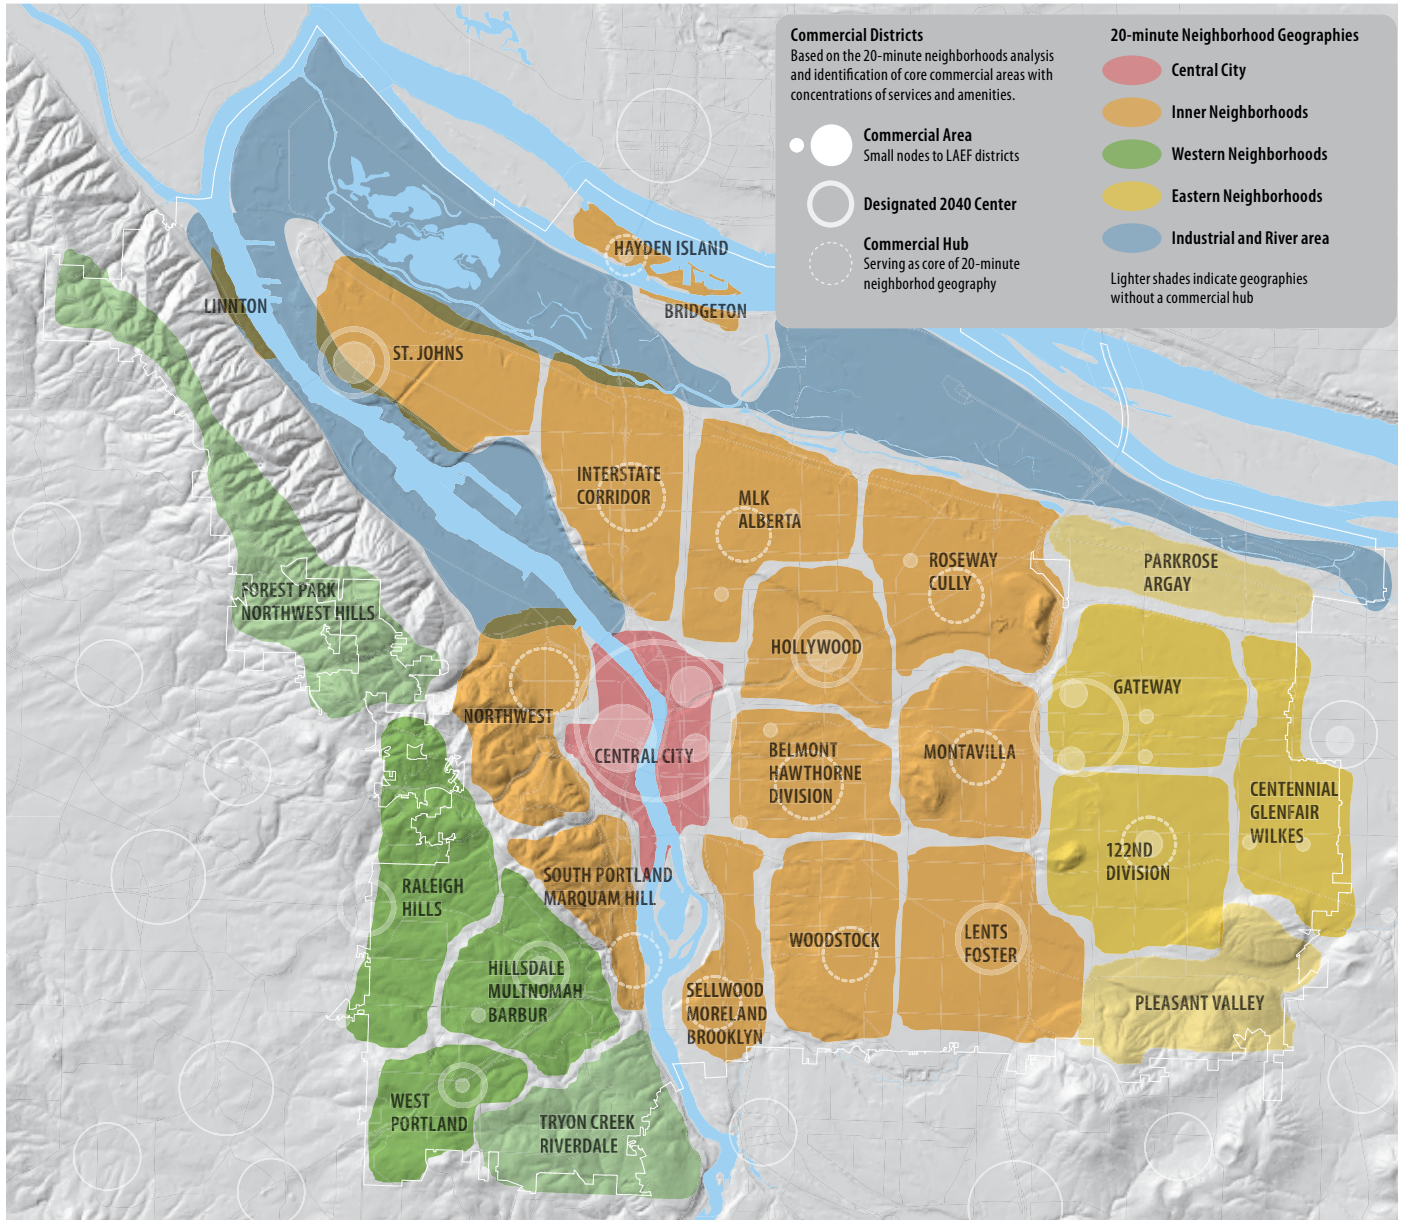 Commercial Districts
Based on the 20-minute neighborhoods analysis
and identification of core commercial areas with
concentrations of services and amenities.
Commercial Area
Small nodes to LAEF districts
Designated 2040 Center
Commercial Hub
Serving as core of 20-minute
neighborhod geography
20-minute Neighborhood Geographies
Central City
Inner Neighborhoods
Western Neighborhoods
Eastern Neighborhoods
Industrial and River area
Lighter shades indicate geographies
without a commercial hub
HAYDEN ISLAND
BRIDGETON
LINNTON
ST. JOHNS
INTERSTATE
CORRIDOR
MLK
ALBERTA
ROSEWAY
CULLY
PARKROSE
ARGAY
FOREST PARK
NORTHWEST HILLS
HOLLYWOOD
GATEWAY
NORTHWEST
CENTRAL CITY
BELMONT
HAWTHORNE
DIVISION
MONTAVILLA
CENTENNIAL
GLENFAIR
WILKES
122ND
DIVISION
RALEIGH
HILLS
SOUTH PORTLAND
MARQUAM HILL
WOODSTOCK
LENTS
FOSTER
HILLSDALE
MULTNOMAH
BARBUR
SELLWOOD
MORELAND
BROOKLYN
PLEASANT VALLEY
WEST
PORTLAND
TRYON CREEK
RIVERDALE